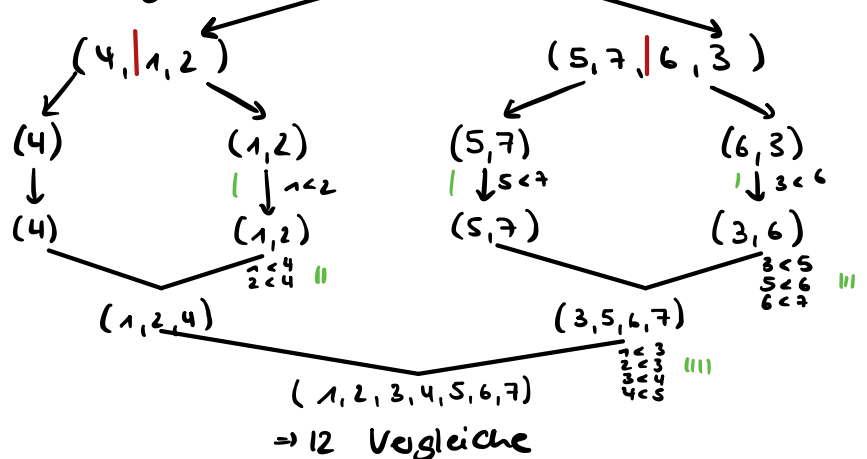 (4,|1,2) (5,7,|6,3)
(4) (1,2) (5,7) (6,3)
| 1<2 | 5<7 | 3<6
(4) (1,2) (5,7) (3,6)
1<4 3<5
2<4 || 5<6 |||
6<7
(1,2,4) (3,5,6,7)
1<3
2<3 ||||
3<4
4<5
(1,2,3,4,5,6,7)
⇒ 12 Vergleiche